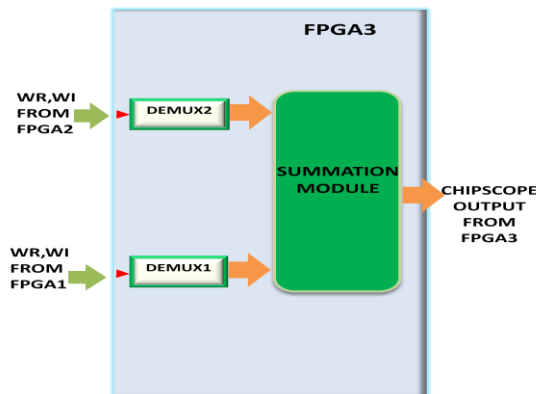 FPGA3
WR,WI
FROM
FPGA2
DEMUX2
SUMMATION
MODULE
CHIPSCOPE
OUTPUT
FROM
FPGA3
WR,WI
FROM
FPGA1
DEMUX1